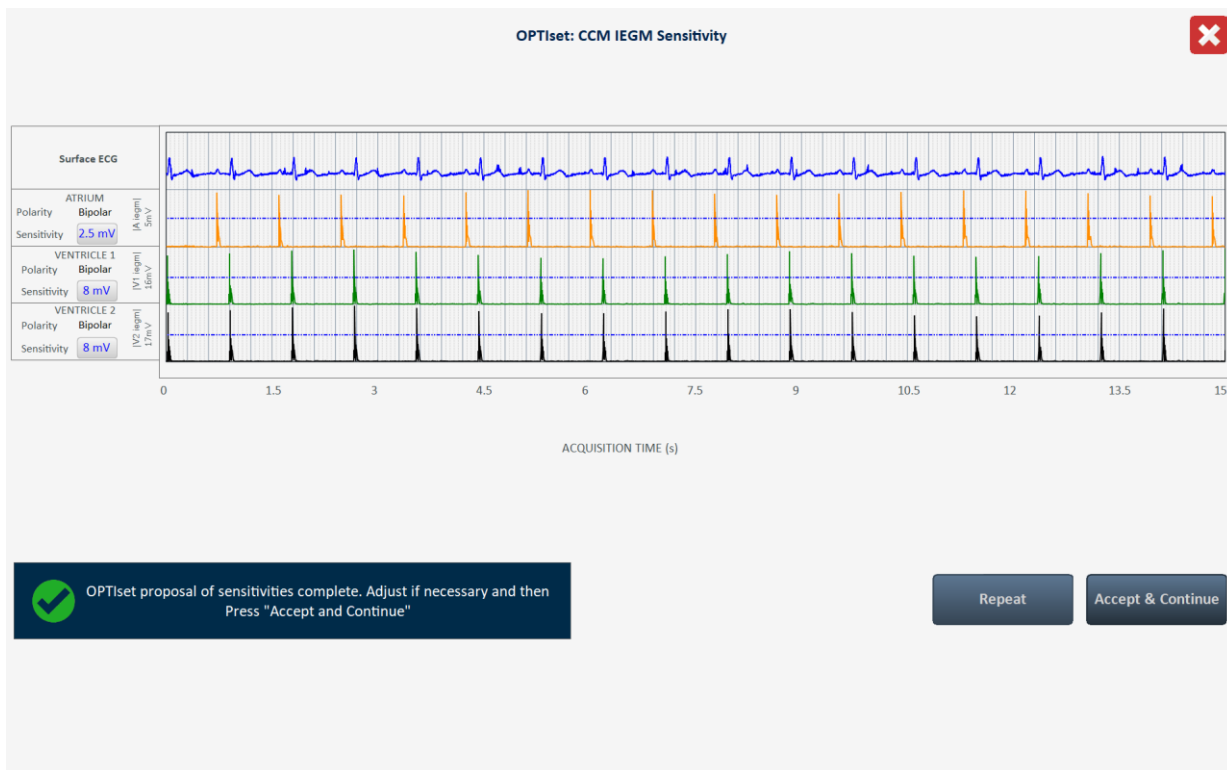 OPTIset: CCM IEGM Sensitivity
Surface ECG
ATRIUM
Polarity Bipolar
Sensitivity 2.5 mV
|A iegm|
5mV
VENTRICLE 1
Polarity Bipolar
Sensitivity 8 mV
|V1 iegm|
16mV
VENTRICLE 2
Polarity Bipolar
Sensitivity 8 mV
|V2 iegm|
17mV
0 1.5 3 4.5 6 7.5 9 10.5 12 13.5 15
ACQUISITION TIME (s)
OPTIset proposal of sensitivities complete. Adjust if necessary and then
Press "Accept and Continue"
Repeat
Accept & Continue